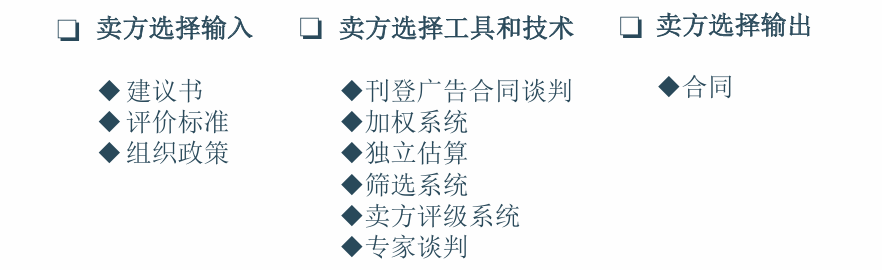 ❏ 卖方选择输入
◆ 建议书
◆ 评价标准
◆ 组织政策
❏ 卖方选择工具和技术
◆刊登广告合同谈判
◆加权系统
◆独立估算
◆筛选系统
◆卖方评级系统
◆专家谈判
❏ 卖方选择输出
◆合同